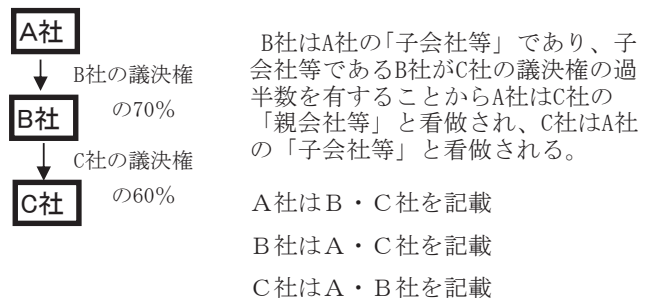 A社
B社の議決権
の70%
B社
C社の議決権
の60%
C社
B社はA社の「子会社等」であり、子
会社等であるB社がC社の議決権の過
半数を有することからA社はC社の
「親会社等」と看做され、C社はA社
の「子会社等」と看做される。
A社はB・C社を記載
B社はA・C社を記載
C社はA・B社を記載